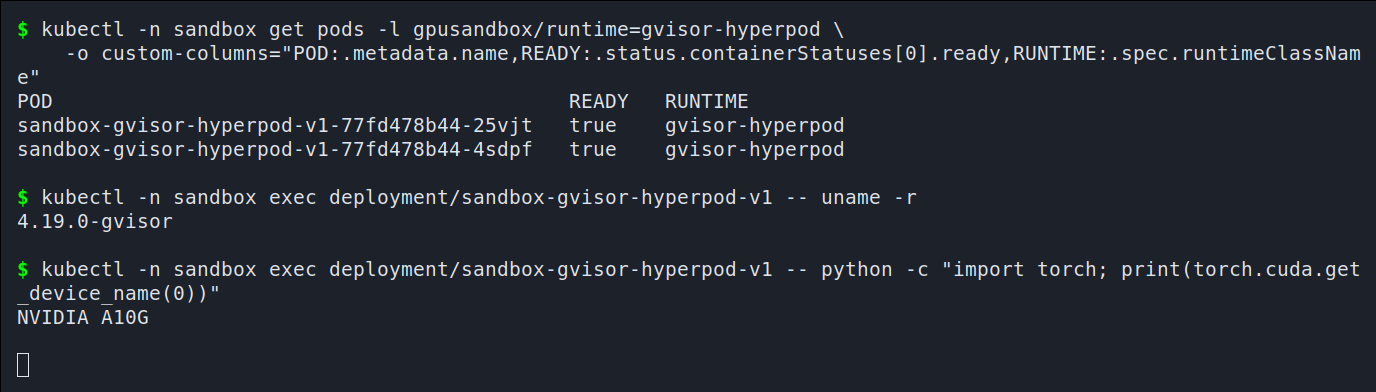 $ kubectl -n sandbox get pods -l gpusandbox/runtime=gvisor-hyperpod \
    -o custom-columns="POD:.metadata.name,READY:.status.containerStatuses[0].ready,RUNTIME:.spec.runtimeClassNam
e"
POD                                           READY   RUNTIME
sandbox-gvisor-hyperpod-v1-77fd478b44-25vjt   true    gvisor-hyperpod
sandbox-gvisor-hyperpod-v1-77fd478b44-4sdpf   true    gvisor-hyperpod
$ kubectl -n sandbox exec deployment/sandbox-gvisor-hyperpod-v1 -- uname -r
4.19.0-gvisor
$ kubectl -n sandbox exec deployment/sandbox-gvisor-hyperpod-v1 -- python -c "import torch; print(torch.cuda.get
_device_name(0))"
NVIDIA A10G